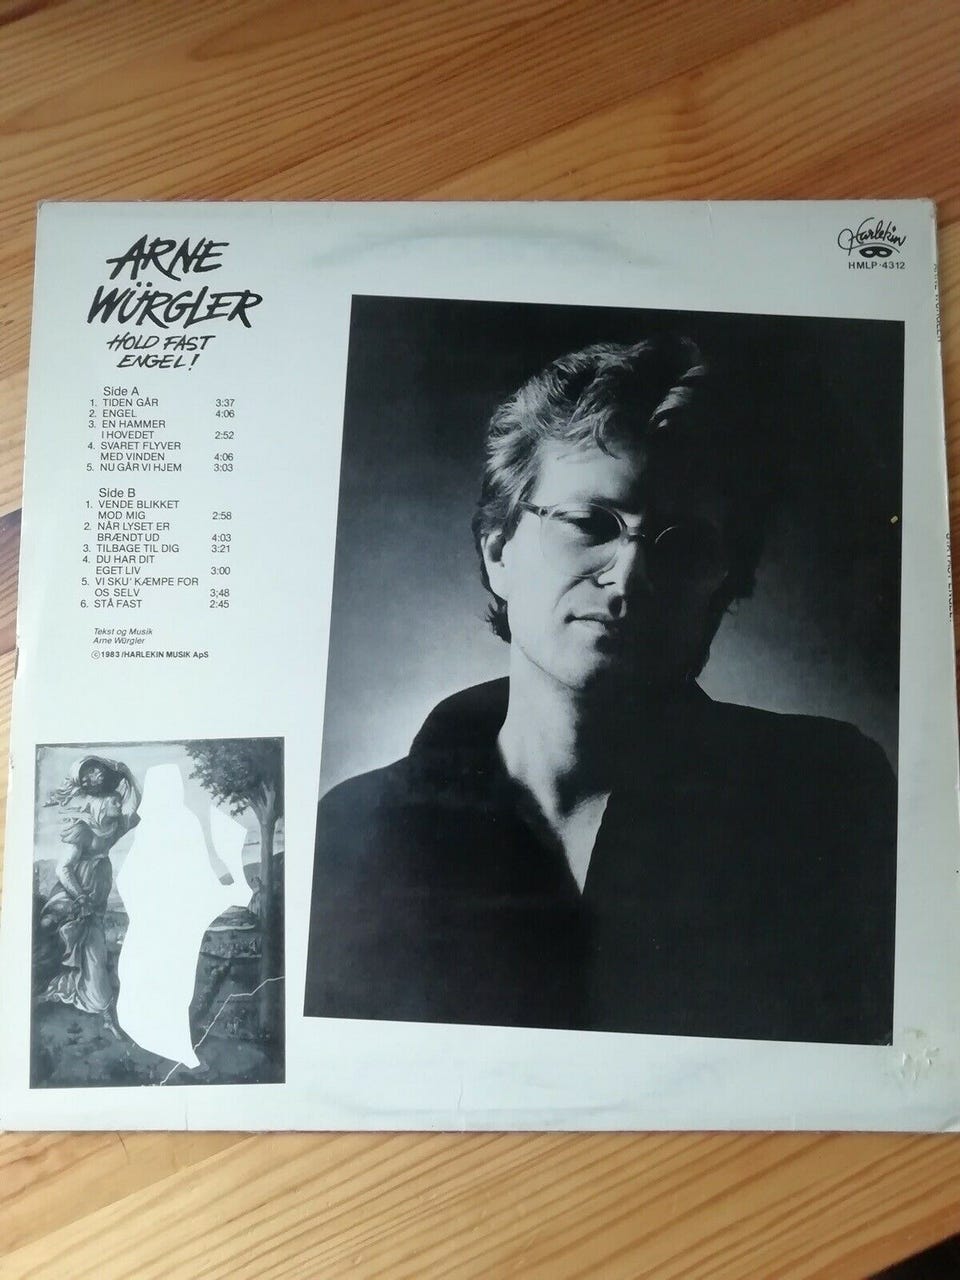 ARNE
WÜRGLER
HOLD FAST
ENGEL!
Side A
1. TIDEN GÅR 3:37
2. ENGEL 4:06
3. EN HAMMER
I HOVEDET 2:52
4. SVARET FLYVER
MED VINDEN 4:06
5. NU GÅR VI HJEM 3:03
Side B
1. VENDE BLIKKET
MOD MIG 2:58
2. NÅR LYSET ER
BRÆNDT UD 4:03
3. TILBAGE TIL DIG 3:21
4. DU HAR DIT
EGET LIV 3:00
5. VI SKU' KÆMPE FOR
OS SELV 3;48
6. STÅ FAST 2:45
Tekst og Musik
Arne Würgler
©1983/HARLEKIN MUSIK ApS
Harlekin
HMLP·4312